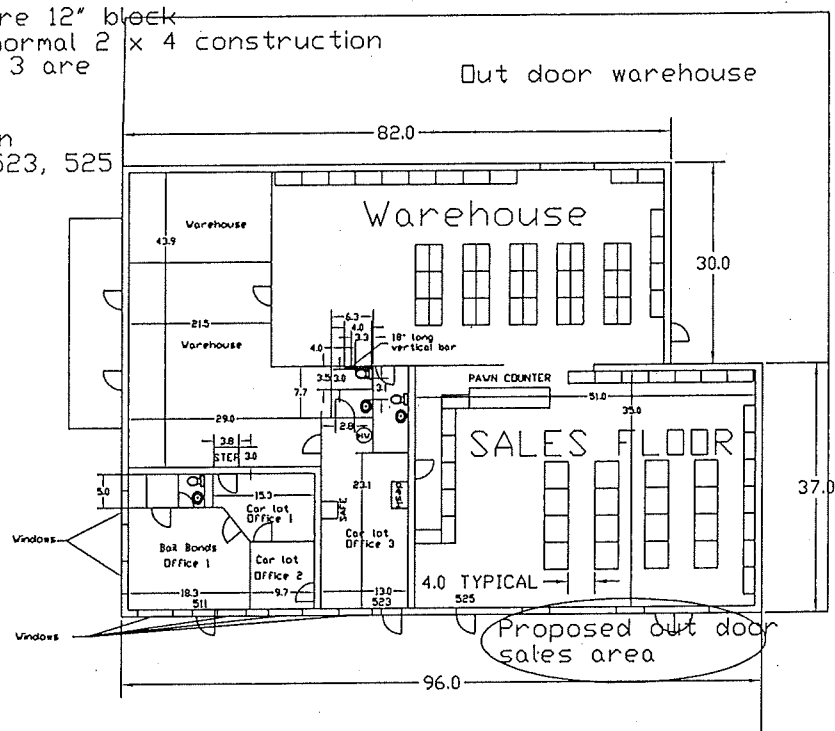 re 12" block
normal 2 x 4 construction
3 are
Out door warehouse
n
523, 525
82.0
Warehouse
Warehouse
43.9
30.0
21.5
Warehouse
6.3
4.0
3.3
4.0
18" long
vertical bar
3.5
3.0
3.1
7.7
PAWN COUNTER
51.0
35.0
29.0
2.8
HW
SALES FLOOR
3.8
STEP
3.0
5.0
15.3
23.1
SAFE
DESK
37.0
Car lot
Office 1
Car lot
Office 3
Windows
Bail Bonds
Office 1
Car lot
Office 2
4.0 TYPICAL
18.3
9.7
13.0
511
523
525
Windows
Proposed out door
sales area
96.0